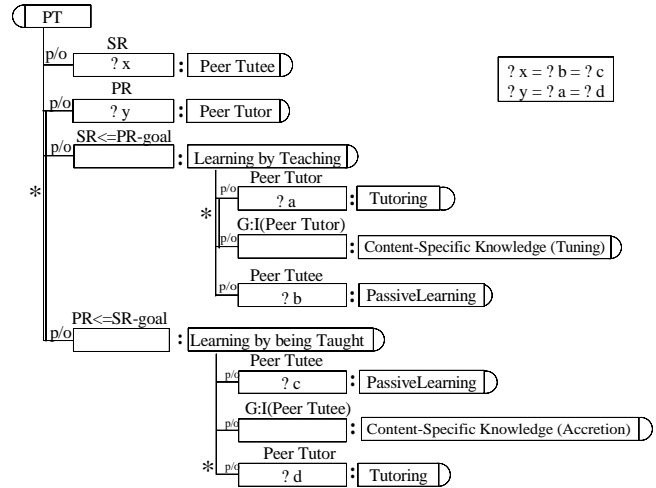 PT
SR
p/o ? x : Peer Tutee
? x = ? b = ? c
? y = ? a = ? d
PR
p/o ? y : Peer Tutor
SR<=PR-goal
p/o : Learning by Teaching
Peer Tutor
p/o ? a : Tutoring
*
*
G:I(Peer Tutor)
p/o : Content-Specific Knowledge (Tuning)
Peer Tutee
p/o ? b : PassiveLearning
PR<=SR-goal
p/o : Learning by being Taught
Peer Tutee
p/o ? c : PassiveLearning
G:I(Peer Tutee)
p/o : Content-Specific Knowledge (Accretion)
Peer Tutor
* p/o ? d : Tutoring